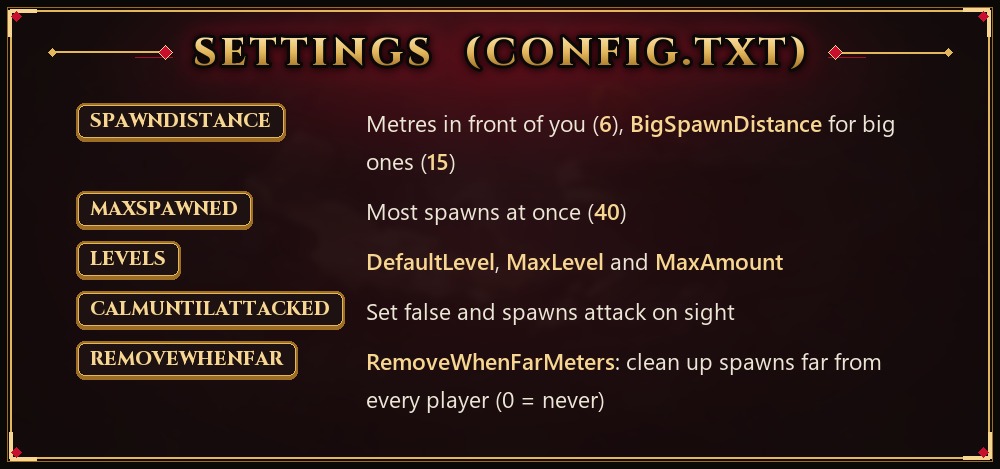 SETTINGS (CONFIG.TXT)
SPAWNDISTANCE
Metres in front of you (6), BigSpawnDistance for big
ones (15)
MAXSPAWNED
Most spawns at once (40)
LEVELS
DefaultLevel, MaxLevel and MaxAmount
CALMUNTILATTACKED
Set false and spawns attack on sight
REMOVEWHENFAR
RemoveWhenFarMeters: clean up spawns far from
every player (0 = never)